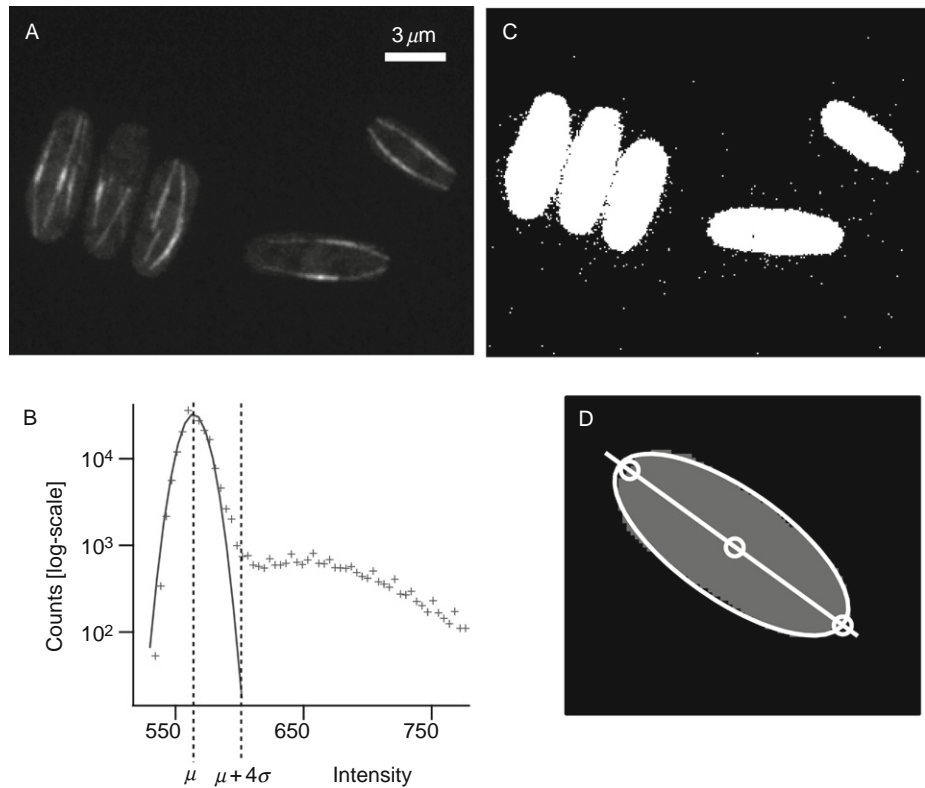 A
3 μm
C
B
Counts [log-scale]
10⁴
10³
10²
550
650
750
μ
μ + 4σ
Intensity
D